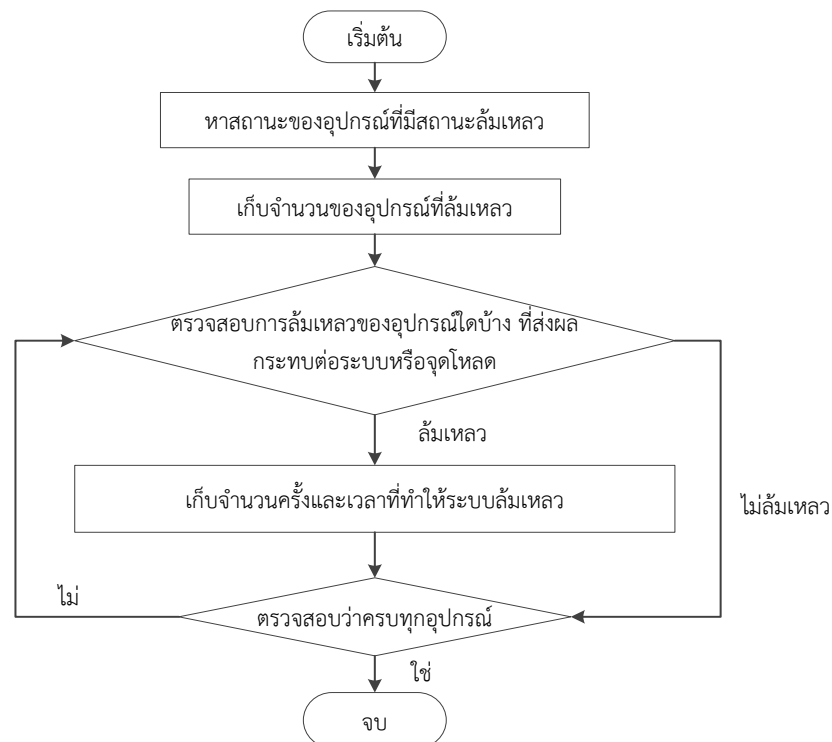 เริ่มต้น
หาสถานะของอุปกรณ์ที่มีสถานะล้มเหลว
เก็บจำนวนของอุปกรณ์ที่ล้มเหลว
ตรวจสอบการล้มเหลวของอุปกรณ์ใดบ้าง ที่ส่งผล
กระทบต่อระบบหรือจุดโหลด
ล้มเหลว
เก็บจำนวนครั้งและเวลาที่ทำให้ระบบล้มเหลว
ไม่ล้มเหลว
ไม่
ตรวจสอบว่าครบทุกอุปกรณ์
ใช่
จบ